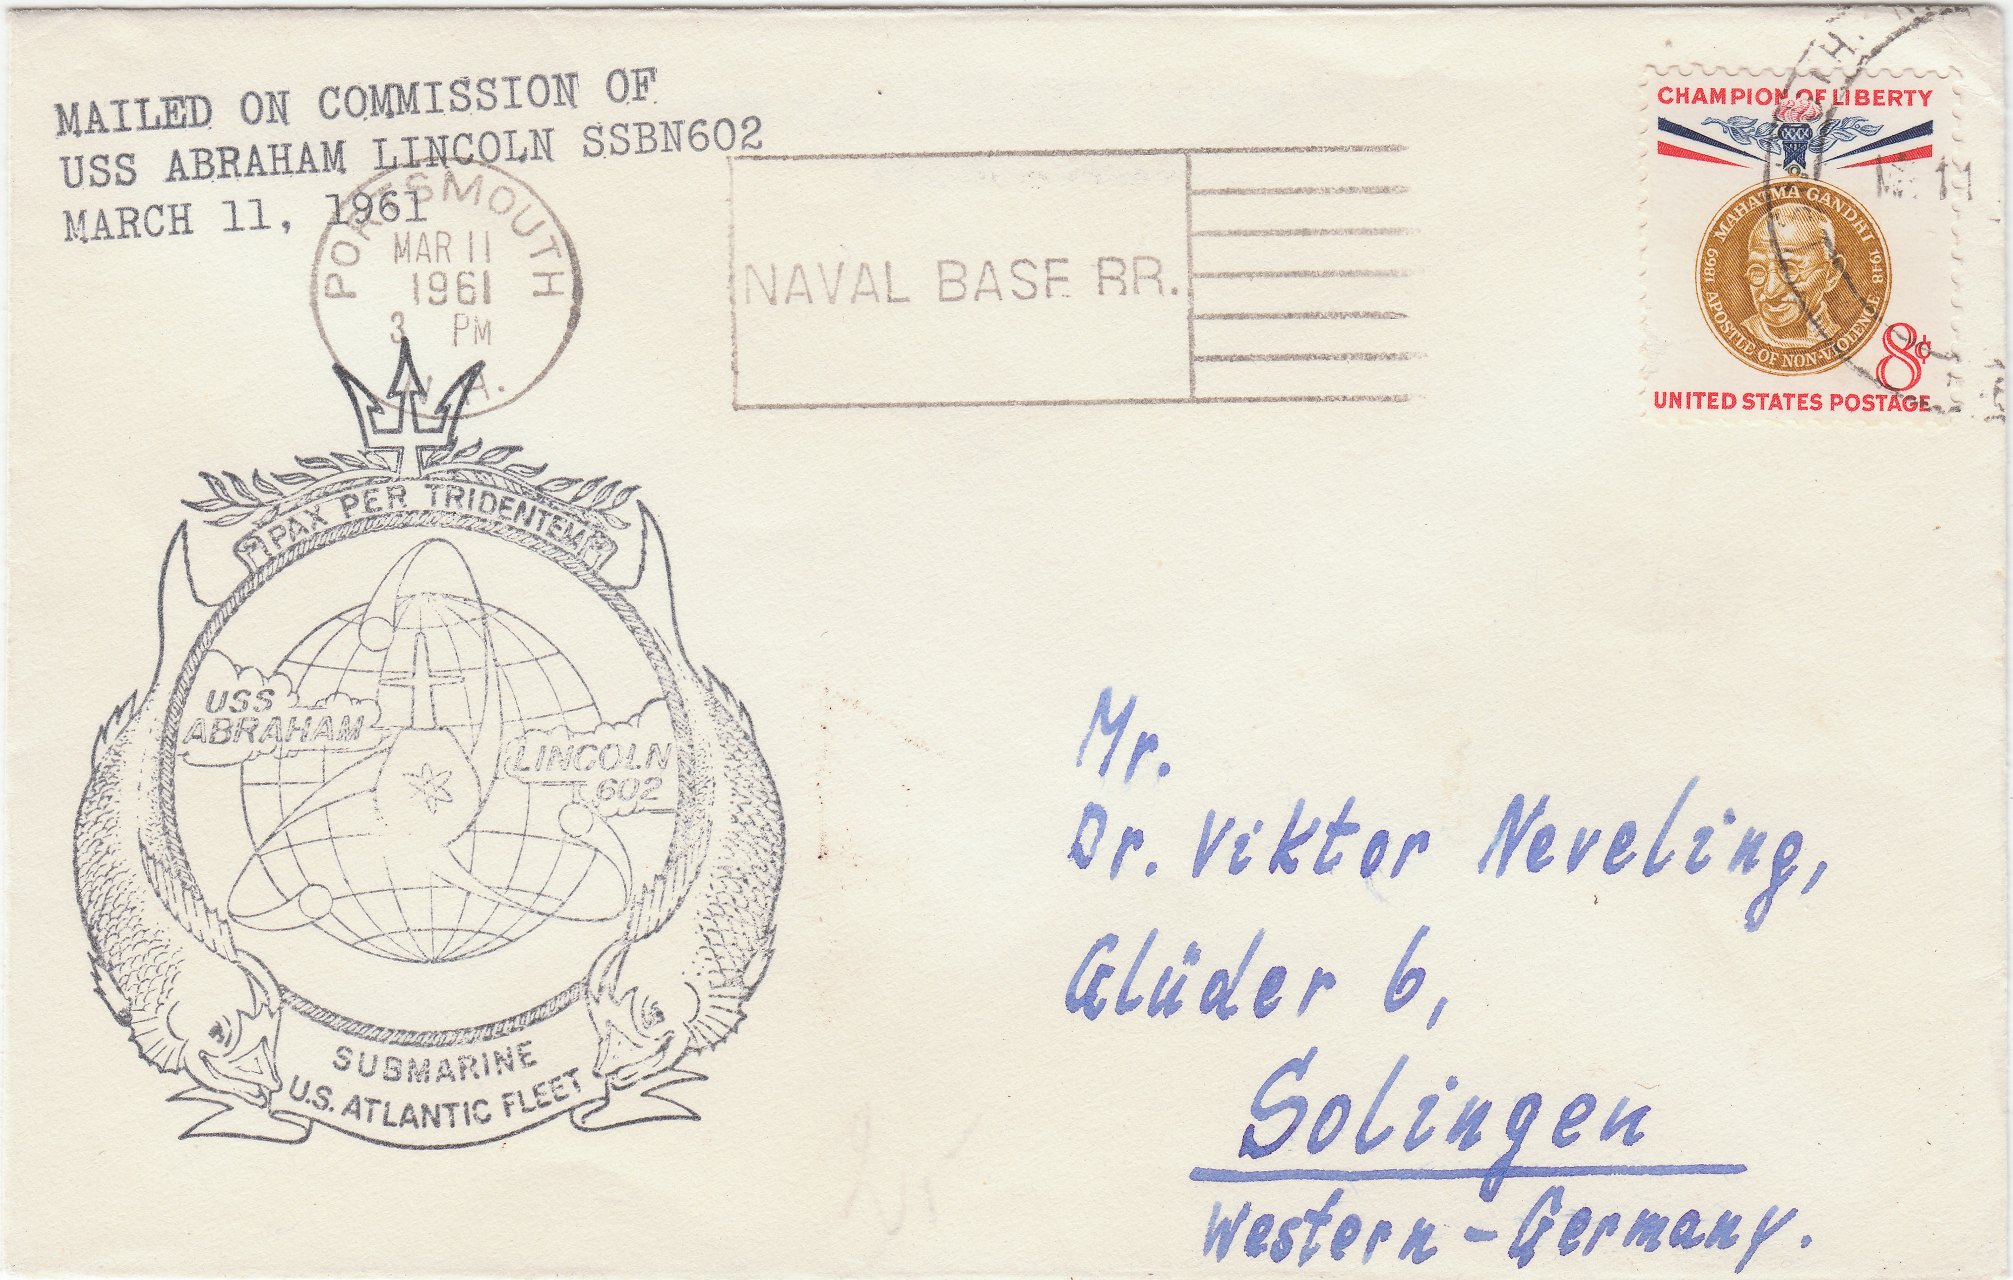 MAILED ON COMMISSION OF
USS ABRAHAM LINCOLN SSBN602
MARCH 11, 1961
PORTSMOUTH
MAR 11
1961
3 PM
VA.
NAVAL BASE BR.
CHAMPION OF LIBERTY
MAHATMA GANDHI
1869 1948
APOSTLE OF NON-VIOLENCE
8¢
UNITED STATES POSTAGE
PAX PER TRIDENTEM
USS
ABRAHAM
LINCOLN
602
SUBMARINE
U.S. ATLANTIC FLEET
Mr.
Dr. Viktor Neveling,
Glüder 6,
Solingen
Western-Germany.